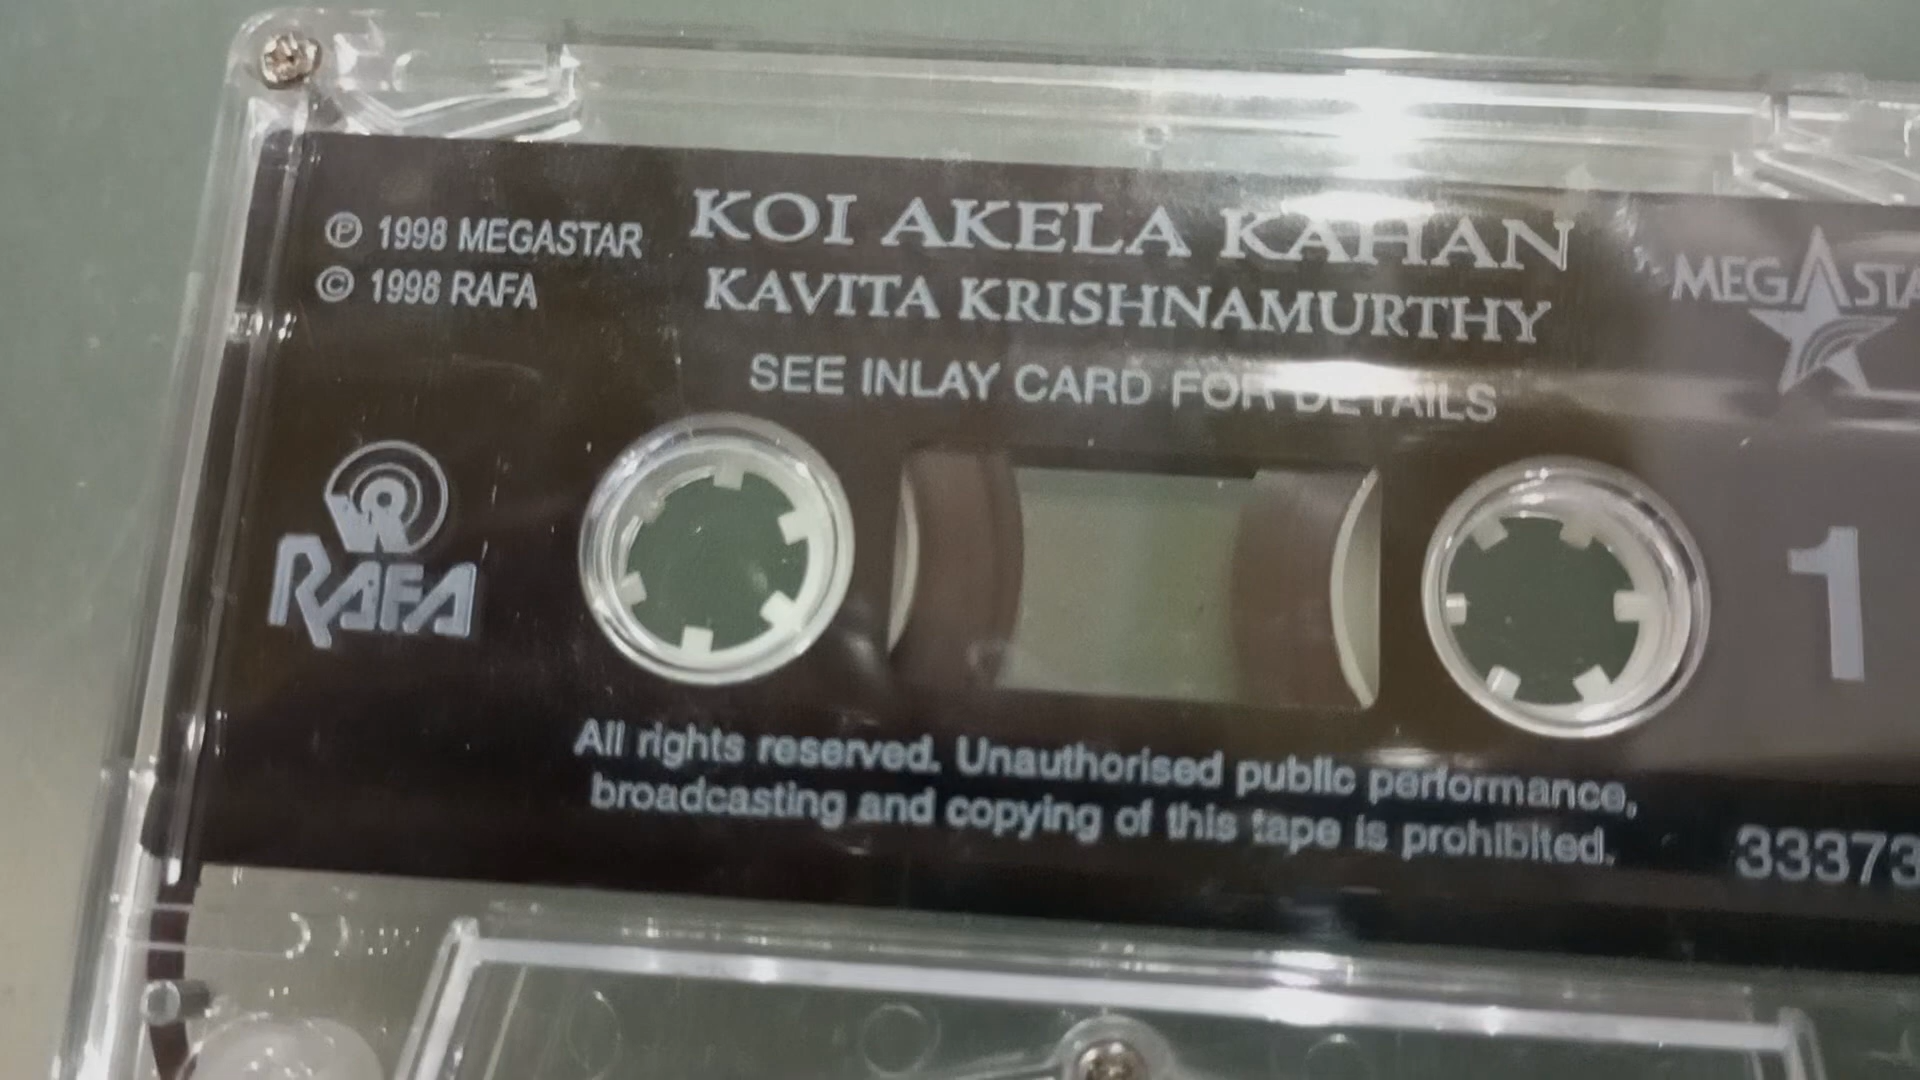 ℗ 1998 MEGASTAR
© 1998 RAFA
KOI AKELA KAHAN
KAVITA KRISHNAMURTHY
SEE INLAY CARD FOR DETAILS
MEGASTA
RAFA
1
All rights reserved. Unauthorised public performance,
broadcasting and copying of this tape is prohibited.
33373